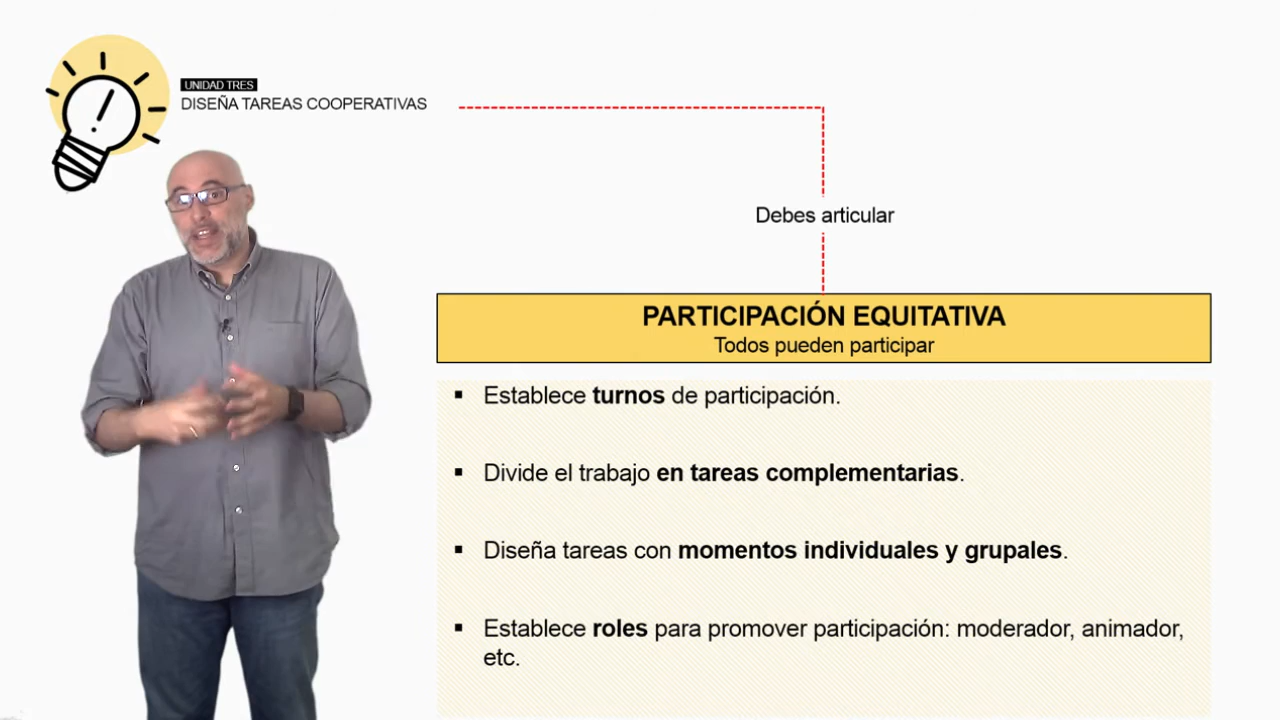 UNIDAD TRES
DISEÑA TAREAS COOPERATIVAS
Debes articular
PARTICIPACIÓN EQUITATIVA
Todos pueden participar
▪ Establece turnos de participación.
▪ Divide el trabajo en tareas complementarias.
▪ Diseña tareas con momentos individuales y grupales.
▪ Establece roles para promover participación: moderador, animador,
etc.